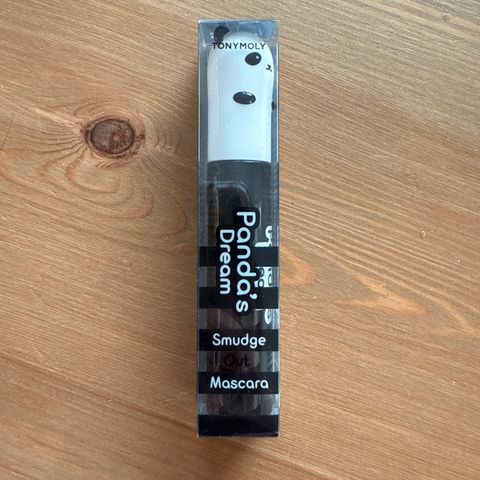 TONYMOLY
Panda's
Dream
Smudge
Out
Mascara